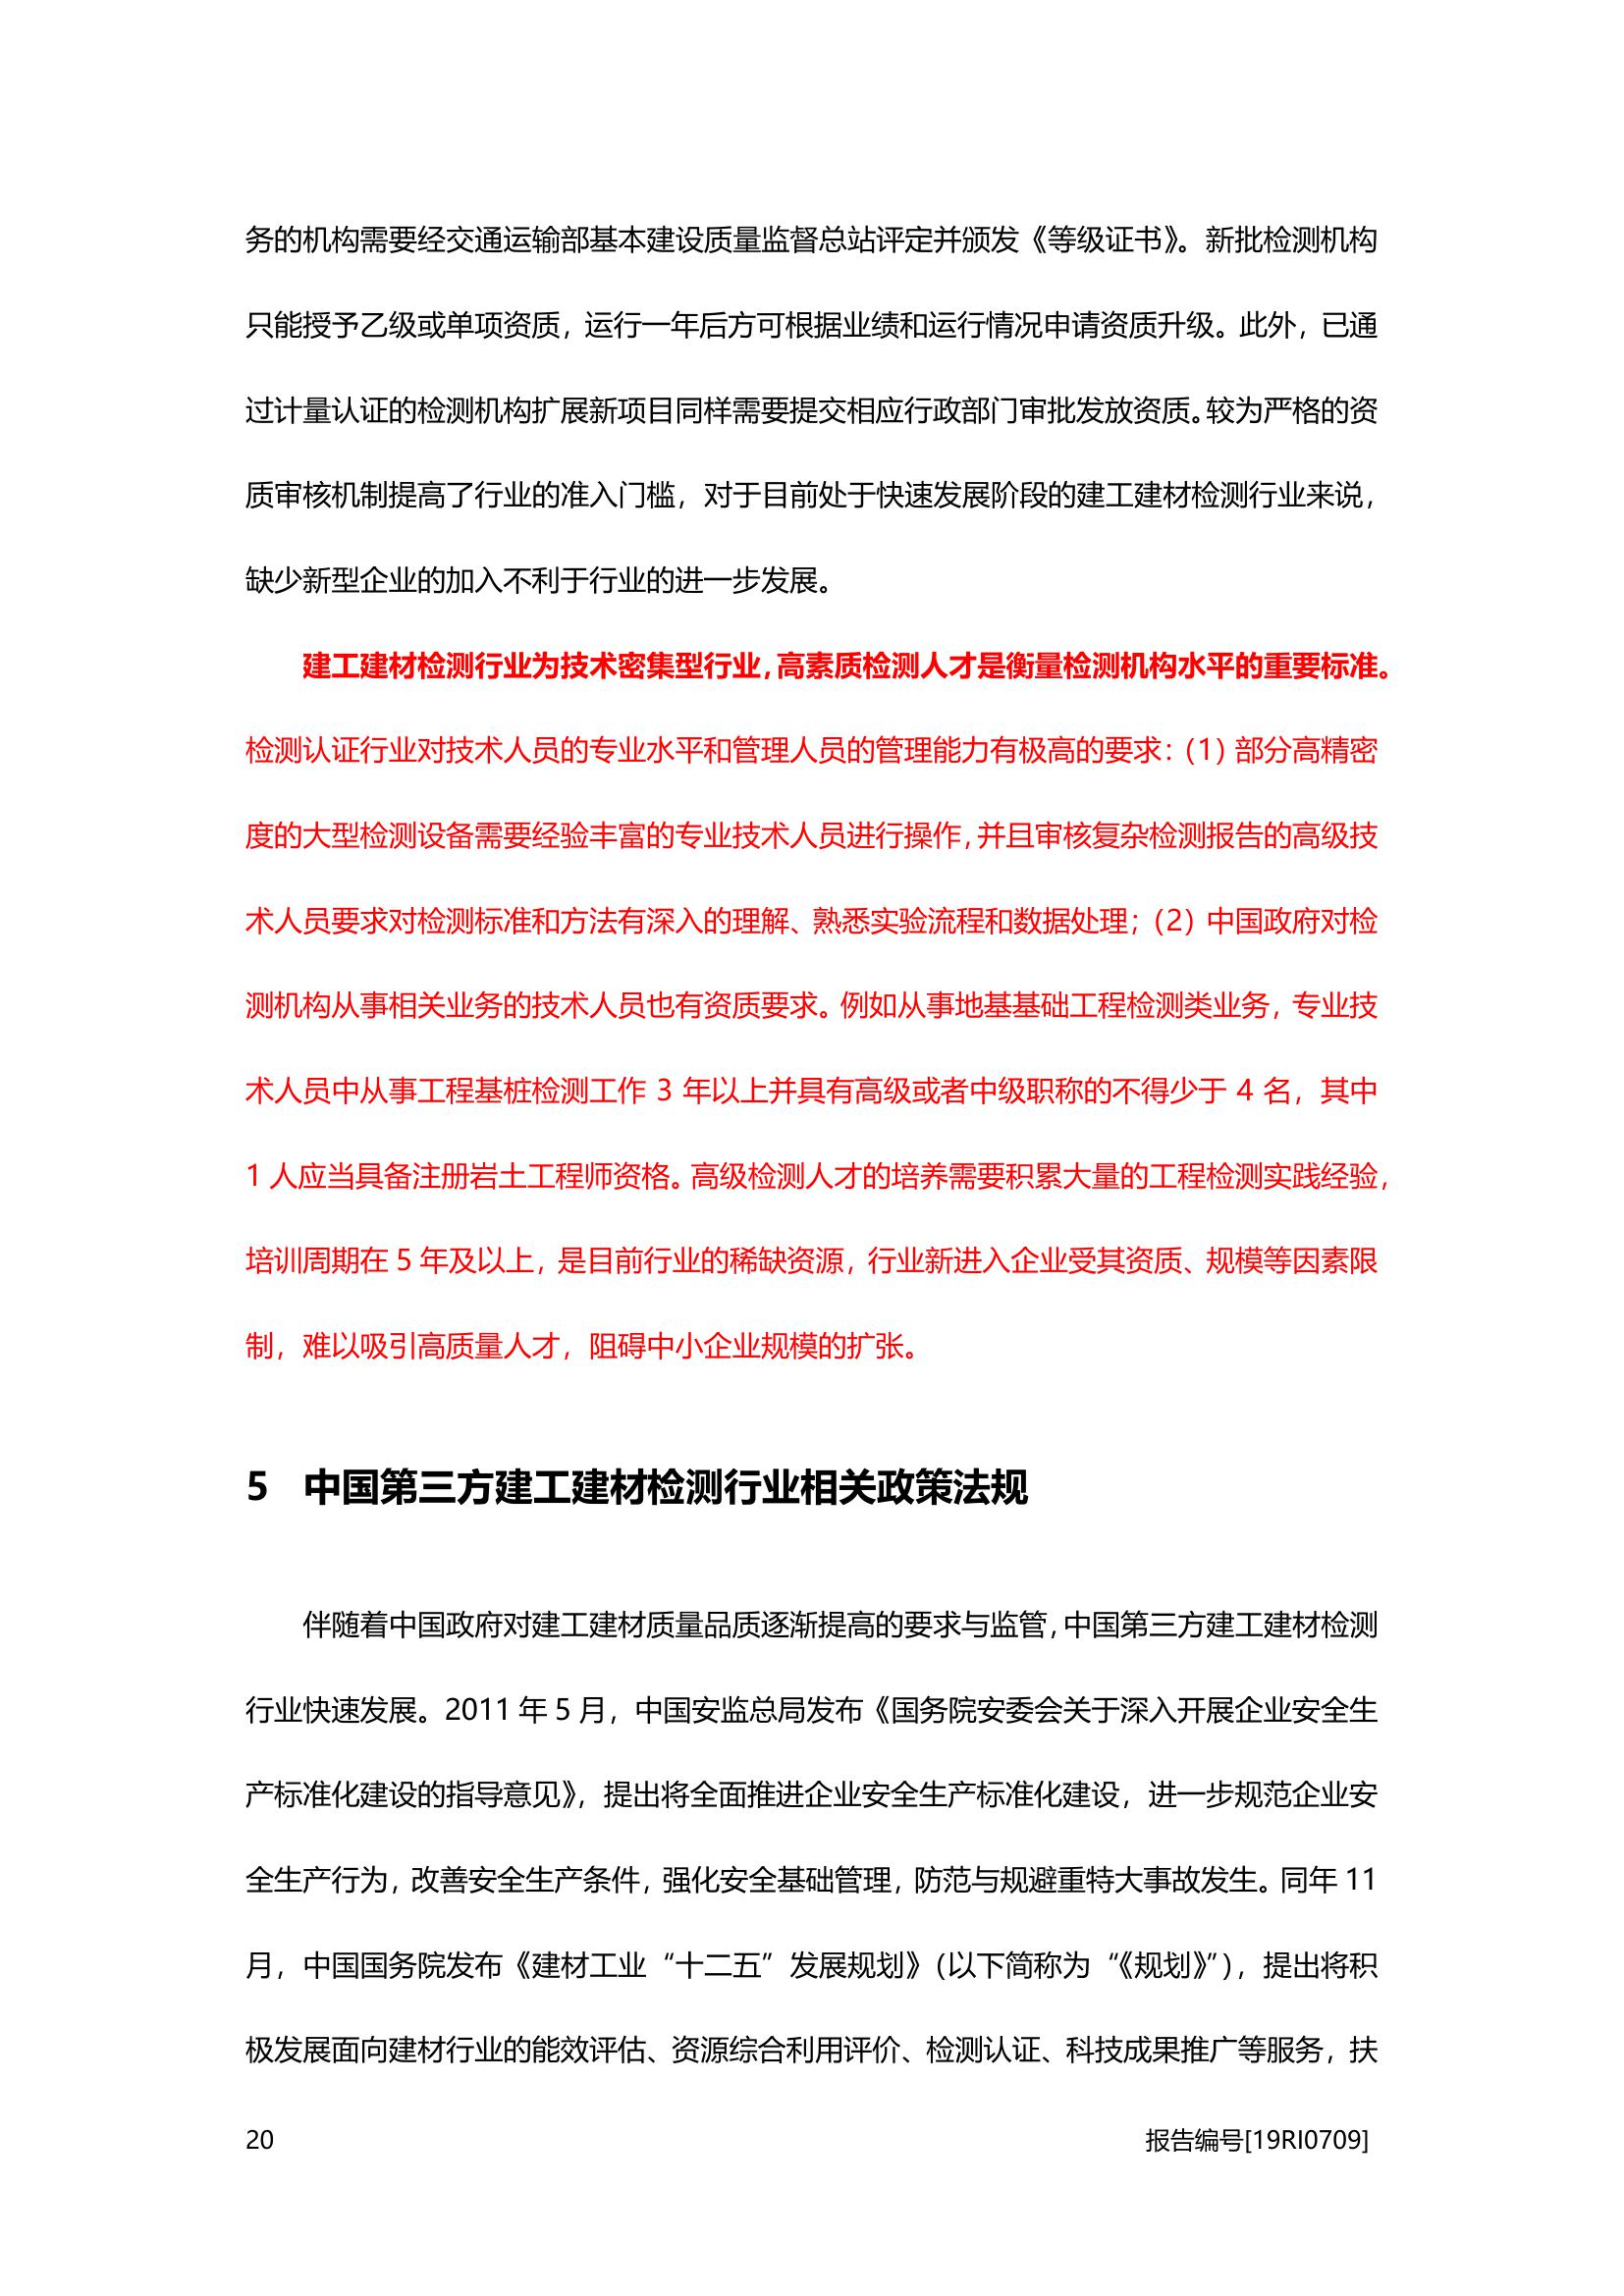 务的机构需要经交通运输部基本建设质量监督总站评定并颁发《等级证书》。新批检测机构
只能授予乙级或单项资质，运行一年后方可根据业绩和运行情况申请资质升级。此外，已通
过计量认证的检测机构扩展新项目同样需要提交相应行政部门审批发放资质。较为严格的资
质审核机制提高了行业的准入门槛，对于目前处于快速发展阶段的建工建材检测行业来说，
缺少新型企业的加入不利于行业的进一步发展。
建工建材检测行业为技术密集型行业，高素质检测人才是衡量检测机构水平的重要标准。
检测认证行业对技术人员的专业水平和管理人员的管理能力有极高的要求：（1）部分高精密
度的大型检测设备需要经验丰富的专业技术人员进行操作，并且审核复杂检测报告的高级技
术人员要求对检测标准和方法有深入的理解、熟悉实验流程和数据处理；（2）中国政府对检
测机构从事相关业务的技术人员也有资质要求。例如从事地基基础工程检测类业务，专业技
术人员中从事工程基桩检测工作 3 年以上并具有高级或者中级职称的不得少于 4 名，其中
1 人应当具备注册岩土工程师资格。高级检测人才的培养需要积累大量的工程检测实践经验，
培训周期在 5 年及以上，是目前行业的稀缺资源，行业新进入企业受其资质、规模等因素限
制，难以吸引高质量人才，阻碍中小企业规模的扩张。
5 中国第三方建工建材检测行业相关政策法规
伴随着中国政府对建工建材质量品质逐渐提高的要求与监管，中国第三方建工建材检测
行业快速发展。2011 年 5 月，中国安监总局发布《国务院安委会关于深入开展企业安全生
产标准化建设的指导意见》，提出将全面推进企业安全生产标准化建设，进一步规范企业安
全生产行为，改善安全生产条件，强化安全基础管理，防范与规避重特大事故发生。同年 11
月，中国国务院发布《建材工业“十二五”发展规划》（以下简称为“《规划》”），提出将积
极发展面向建材行业的能效评估、资源综合利用评价、检测认证、科技成果推广等服务，扶
20 报告编号[19RI0709]